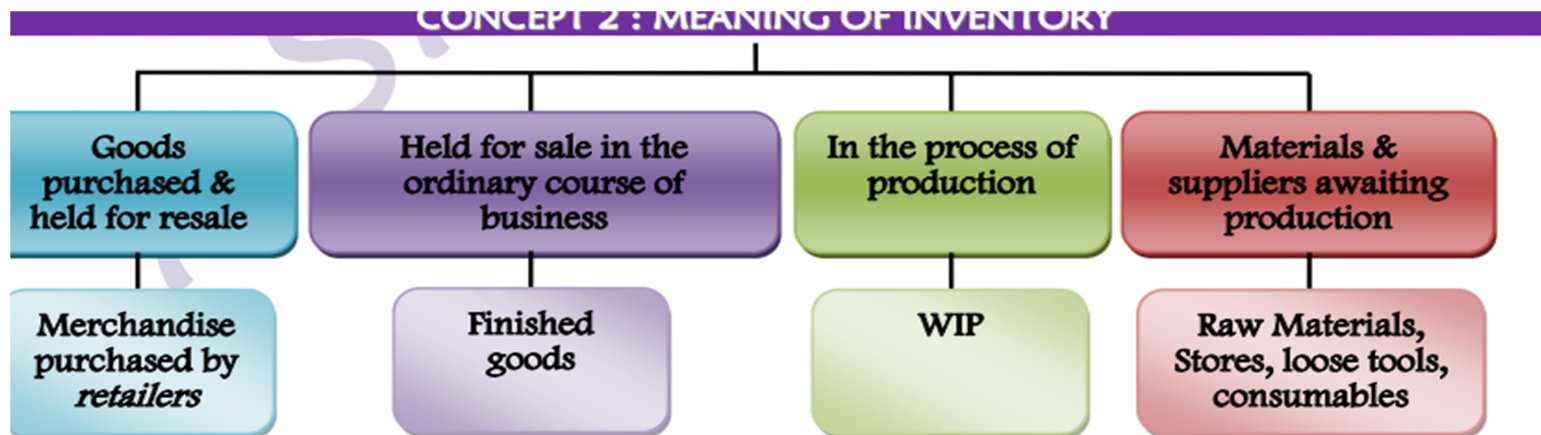 CONCEPT 2 : MEANING OF INVENTORY
Goods
purchased &
held for resale
Held for sale in the
ordinary course of
business
In the process of
production
Materials &
suppliers awaiting
production
Merchandise
purchased by
retailers
Finished
goods
WIP
Raw Materials,
Stores, loose tools,
consumables